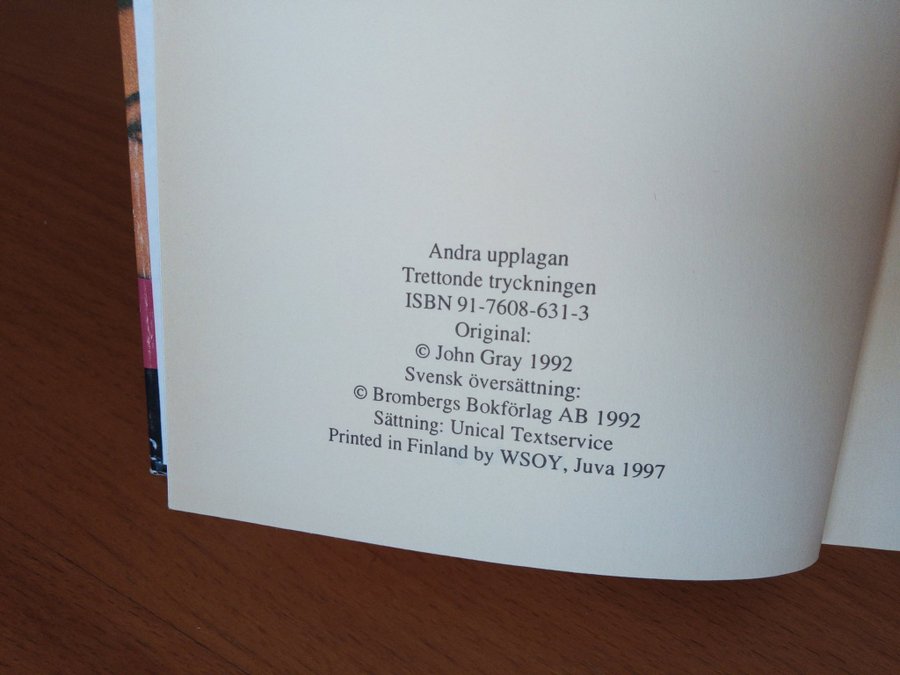 Andra upplagan
Trettonde tryckningen
ISBN 91-7608-631-3
Original:
© John Gray 1992
Svensk översättning:
© Brombergs Bokförlag AB 1992
Sättning: Unical Textservice
Printed in Finland by WSOY, Juva 1997